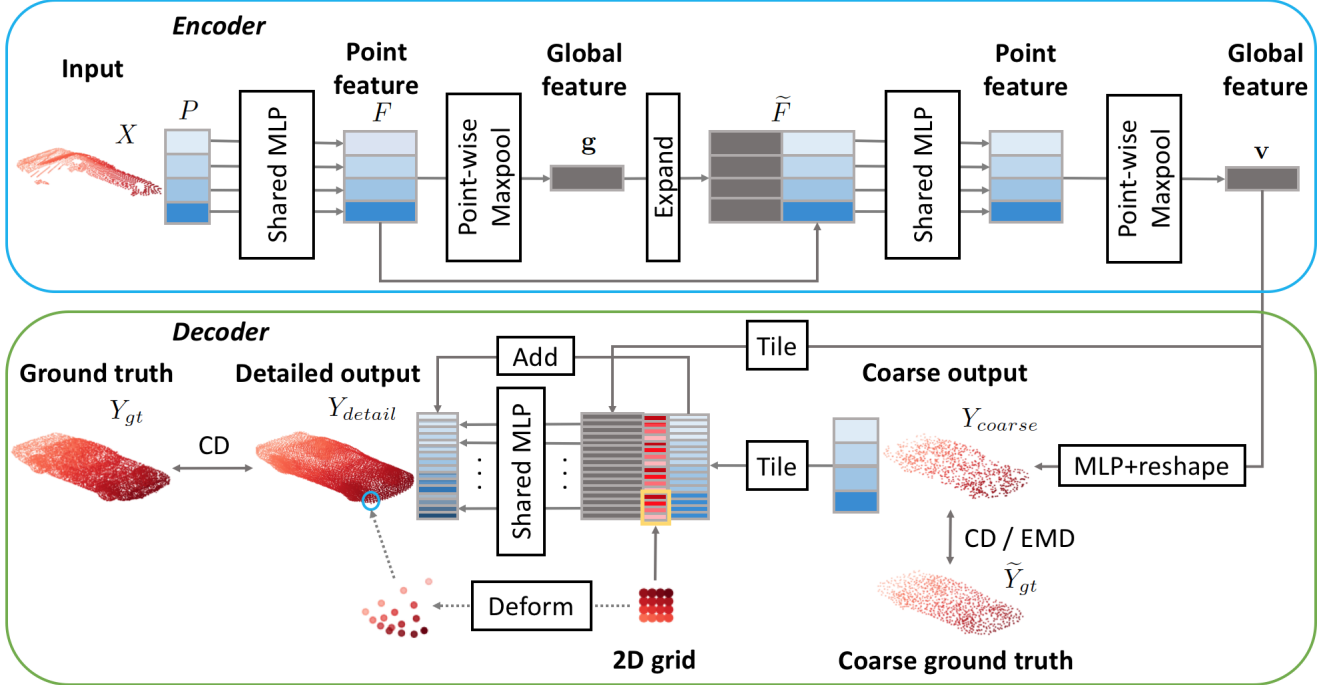 Encoder
Input
Point
feature
Global
feature
Point
feature
Global
feature
X
P
Shared MLP
F
Point-wise
Maxpool
g
Expand
F̃
Shared MLP
Point-wise
Maxpool
v
Decoder
Ground truth
Y_gt
CD
Detailed output
Y_detail
Add
Shared MLP
Tile
Tile
Coarse output
Y_coarse
MLP+reshape
CD / EMD
Ỹ_gt
Coarse ground truth
Deform
2D grid